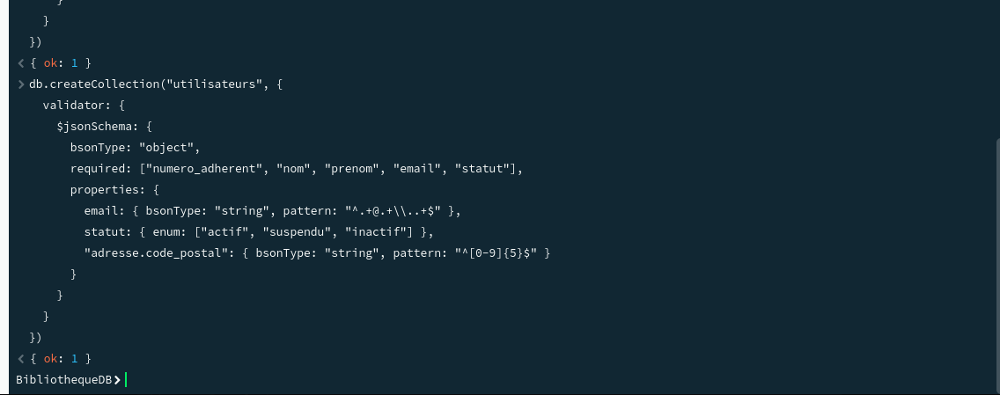 }
}
})
< { ok: 1 }
> db.createCollection("utilisateurs", {
validator: {
$jsonSchema: {
bsonType: "object",
required: ["numero_adherent", "nom", "prenom", "email", "statut"],
properties: {
email: { bsonType: "string", pattern: "^.+@.+\\..+$" },
statut: { enum: ["actif", "suspendu", "inactif"] },
"adresse.code_postal": { bsonType: "string", pattern: "^[0-9]{5}$" }
}
}
}
})
< { ok: 1 }
BibliothequeDB>